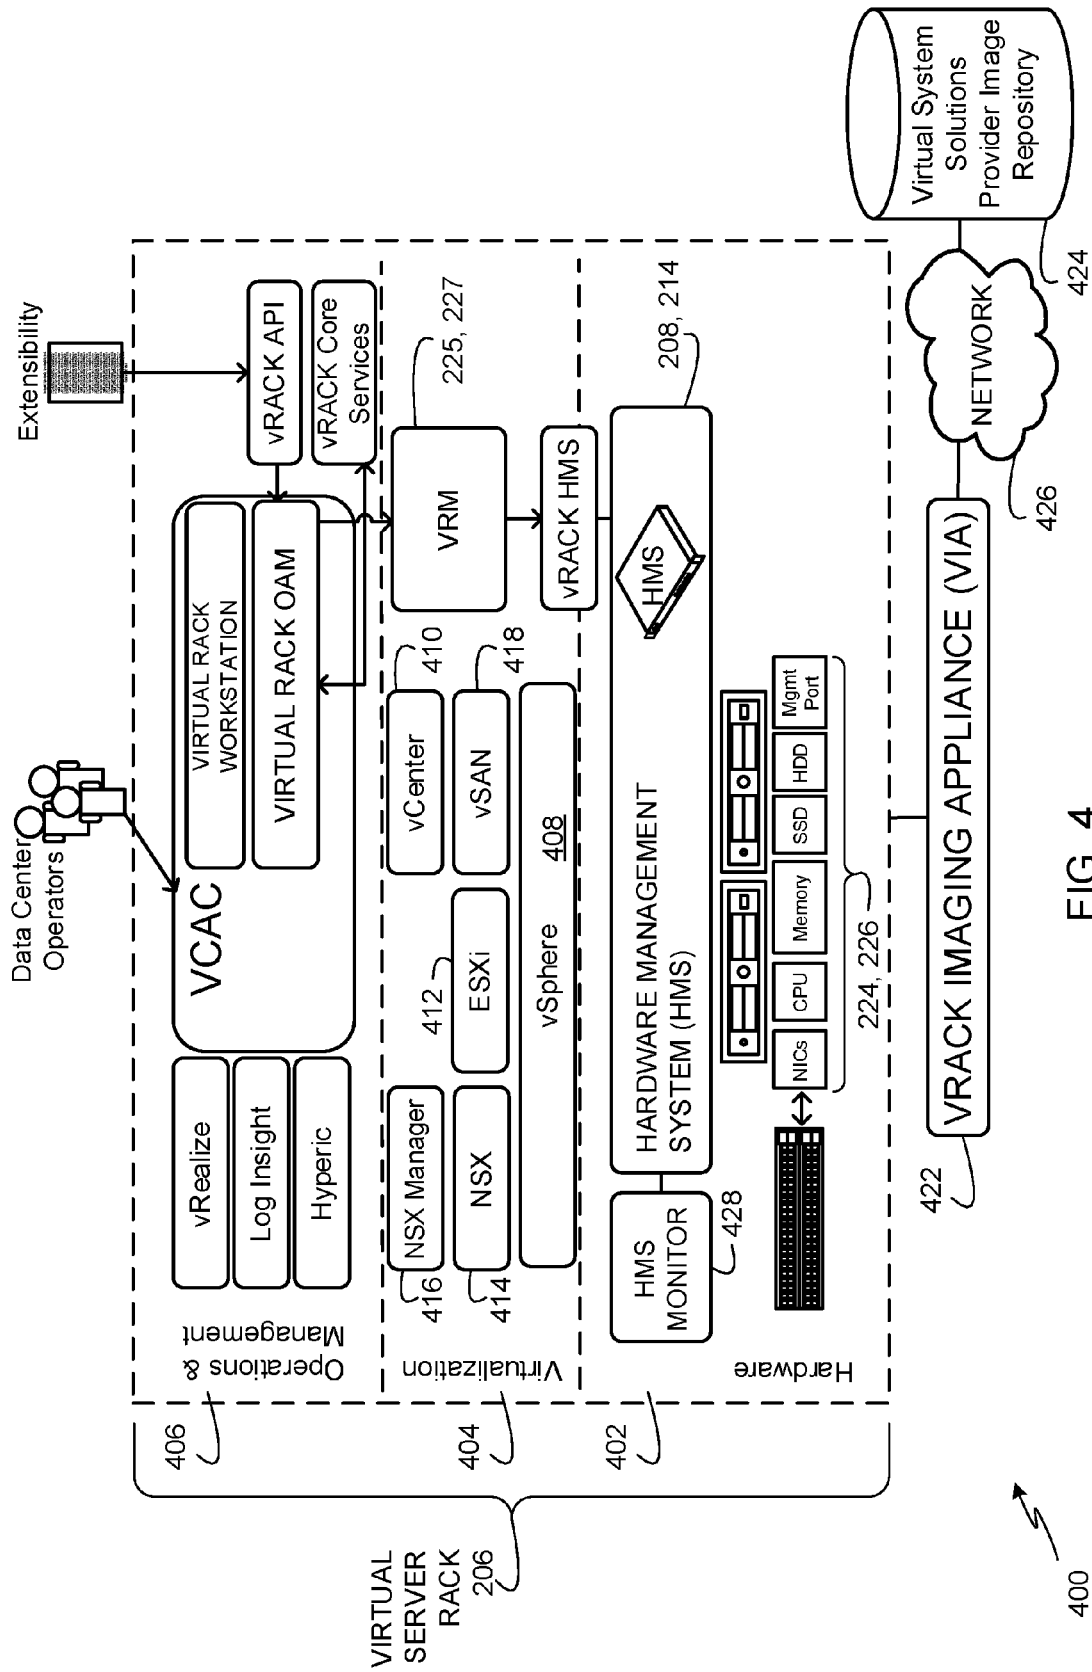 Data Center
Operators
Extensibility
406
Operations &
Management
vRealize
Log Insight
Hyperic
VCAC
VIRTUAL RACK
WORKSTATION
VIRTUAL RACK OAM
vRACK API
vRACK Core
Services
VIRTUAL
SERVER
RACK
206
404
Virtualization
NSX Manager
416
NSX
414
412
ESXi
vCenter
410
vSAN
418
vSphere
408
VRM
225, 227
vRACK HMS
402
Hardware
HMS
MONITOR
428
HARDWARE MANAGEMENT
SYSTEM (HMS)
HMS
208, 214
NICs
CPU
Memory
SSD
HDD
Mgmt
Port
224, 226
422
VRACK IMAGING APPLIANCE (VIA)
NETWORK
426
Virtual System
Solutions
Provider Image
Repository
424
400
FIG. 4